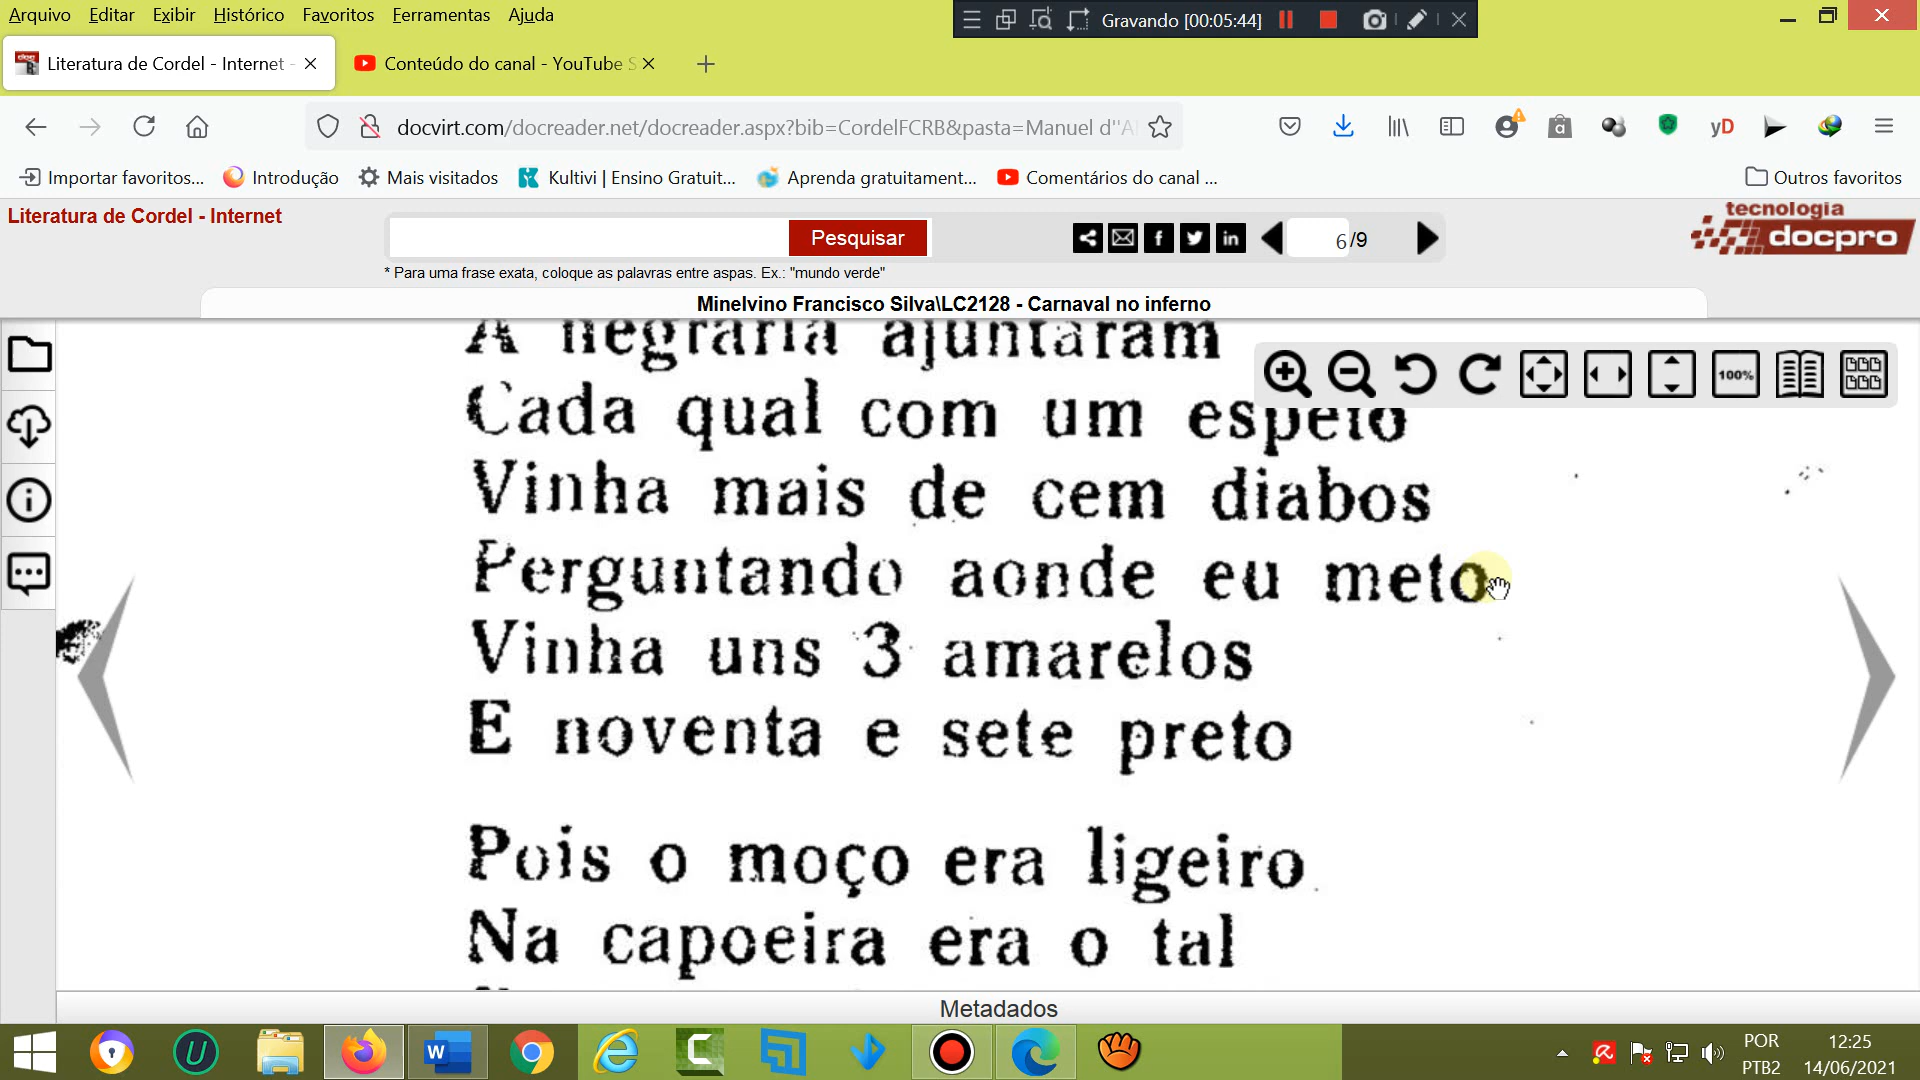 Arquivo Editar Exibir Histórico Favoritos Ferramentas Ajuda
Gravando [00:05:44]
Literatura de Cordel - Internet -
Conteúdo do canal - YouTube S
docvirt.com/docreader.net/docreader.aspx?bib=CordelFCRB&pasta=Manuel d''A
yD
Importar favoritos... Introdução Mais visitados Kultivi | Ensino Gratuit... Aprenda gratuitament... Comentários do canal ... Outros favoritos
Literatura de Cordel - Internet
Pesquisar
6 /9
tecnologia
docpro
* Para uma frase exata, coloque as palavras entre aspas. Ex.: "mundo verde"
Minelvino Francisco Silva\LC2128 - Carnaval no inferno
100%
A negraria ajuntaram
Cada qual com um espeto
Vinha mais de cem diabos
Perguntando aonde eu meto
Vinha uns 3 amarelos
E noventa e sete preto
Pois o moço era ligeiro
Na capoeira era o tal
Metadados
POR
PTB2
12:25
14/06/2021